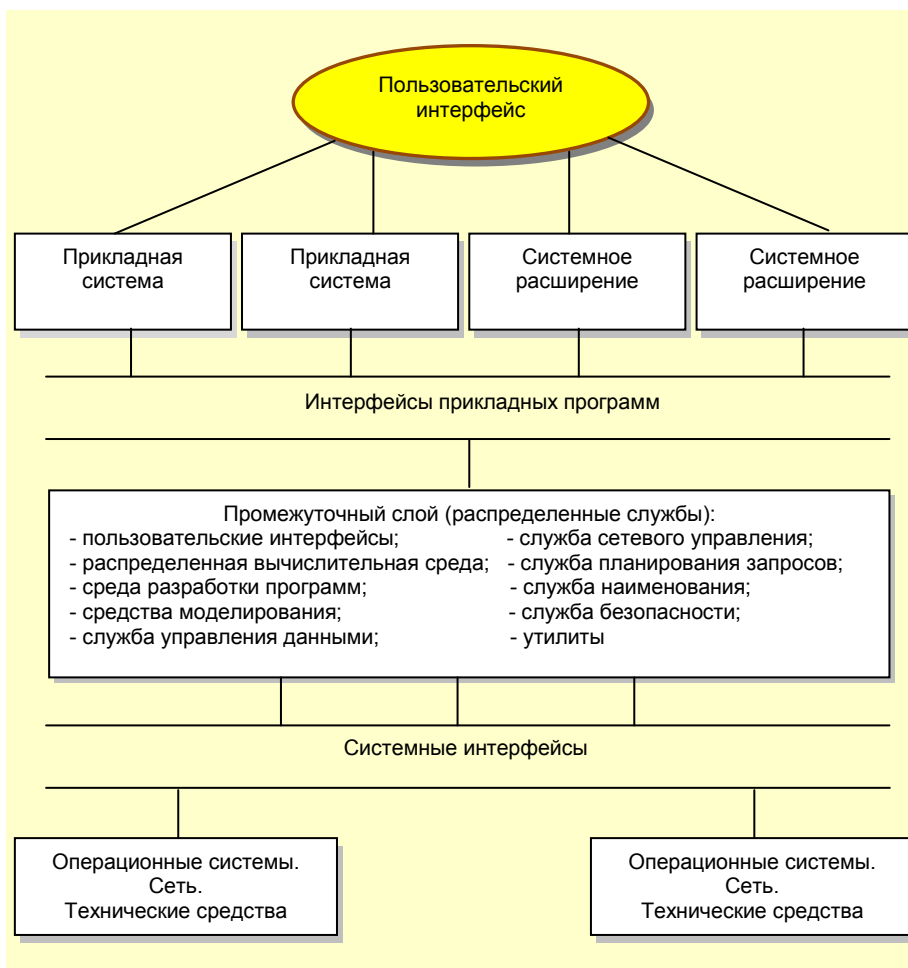 Пользовательский
интерфейс
Прикладная
система
Прикладная
система
Системное
расширение
Системное
расширение
Интерфейсы прикладных программ
Промежуточный слой (распределенные службы):
- пользовательские интерфейсы;
- распределенная вычислительная среда;
- среда разработки программ;
- средства моделирования;
- служба управления данными;
- служба сетевого управления;
- служба планирования запросов;
- служба наименования;
- служба безопасности;
- утилиты
Системные интерфейсы
Операционные системы.
Сеть.
Технические средства
Операционные системы.
Сеть.
Технические средства